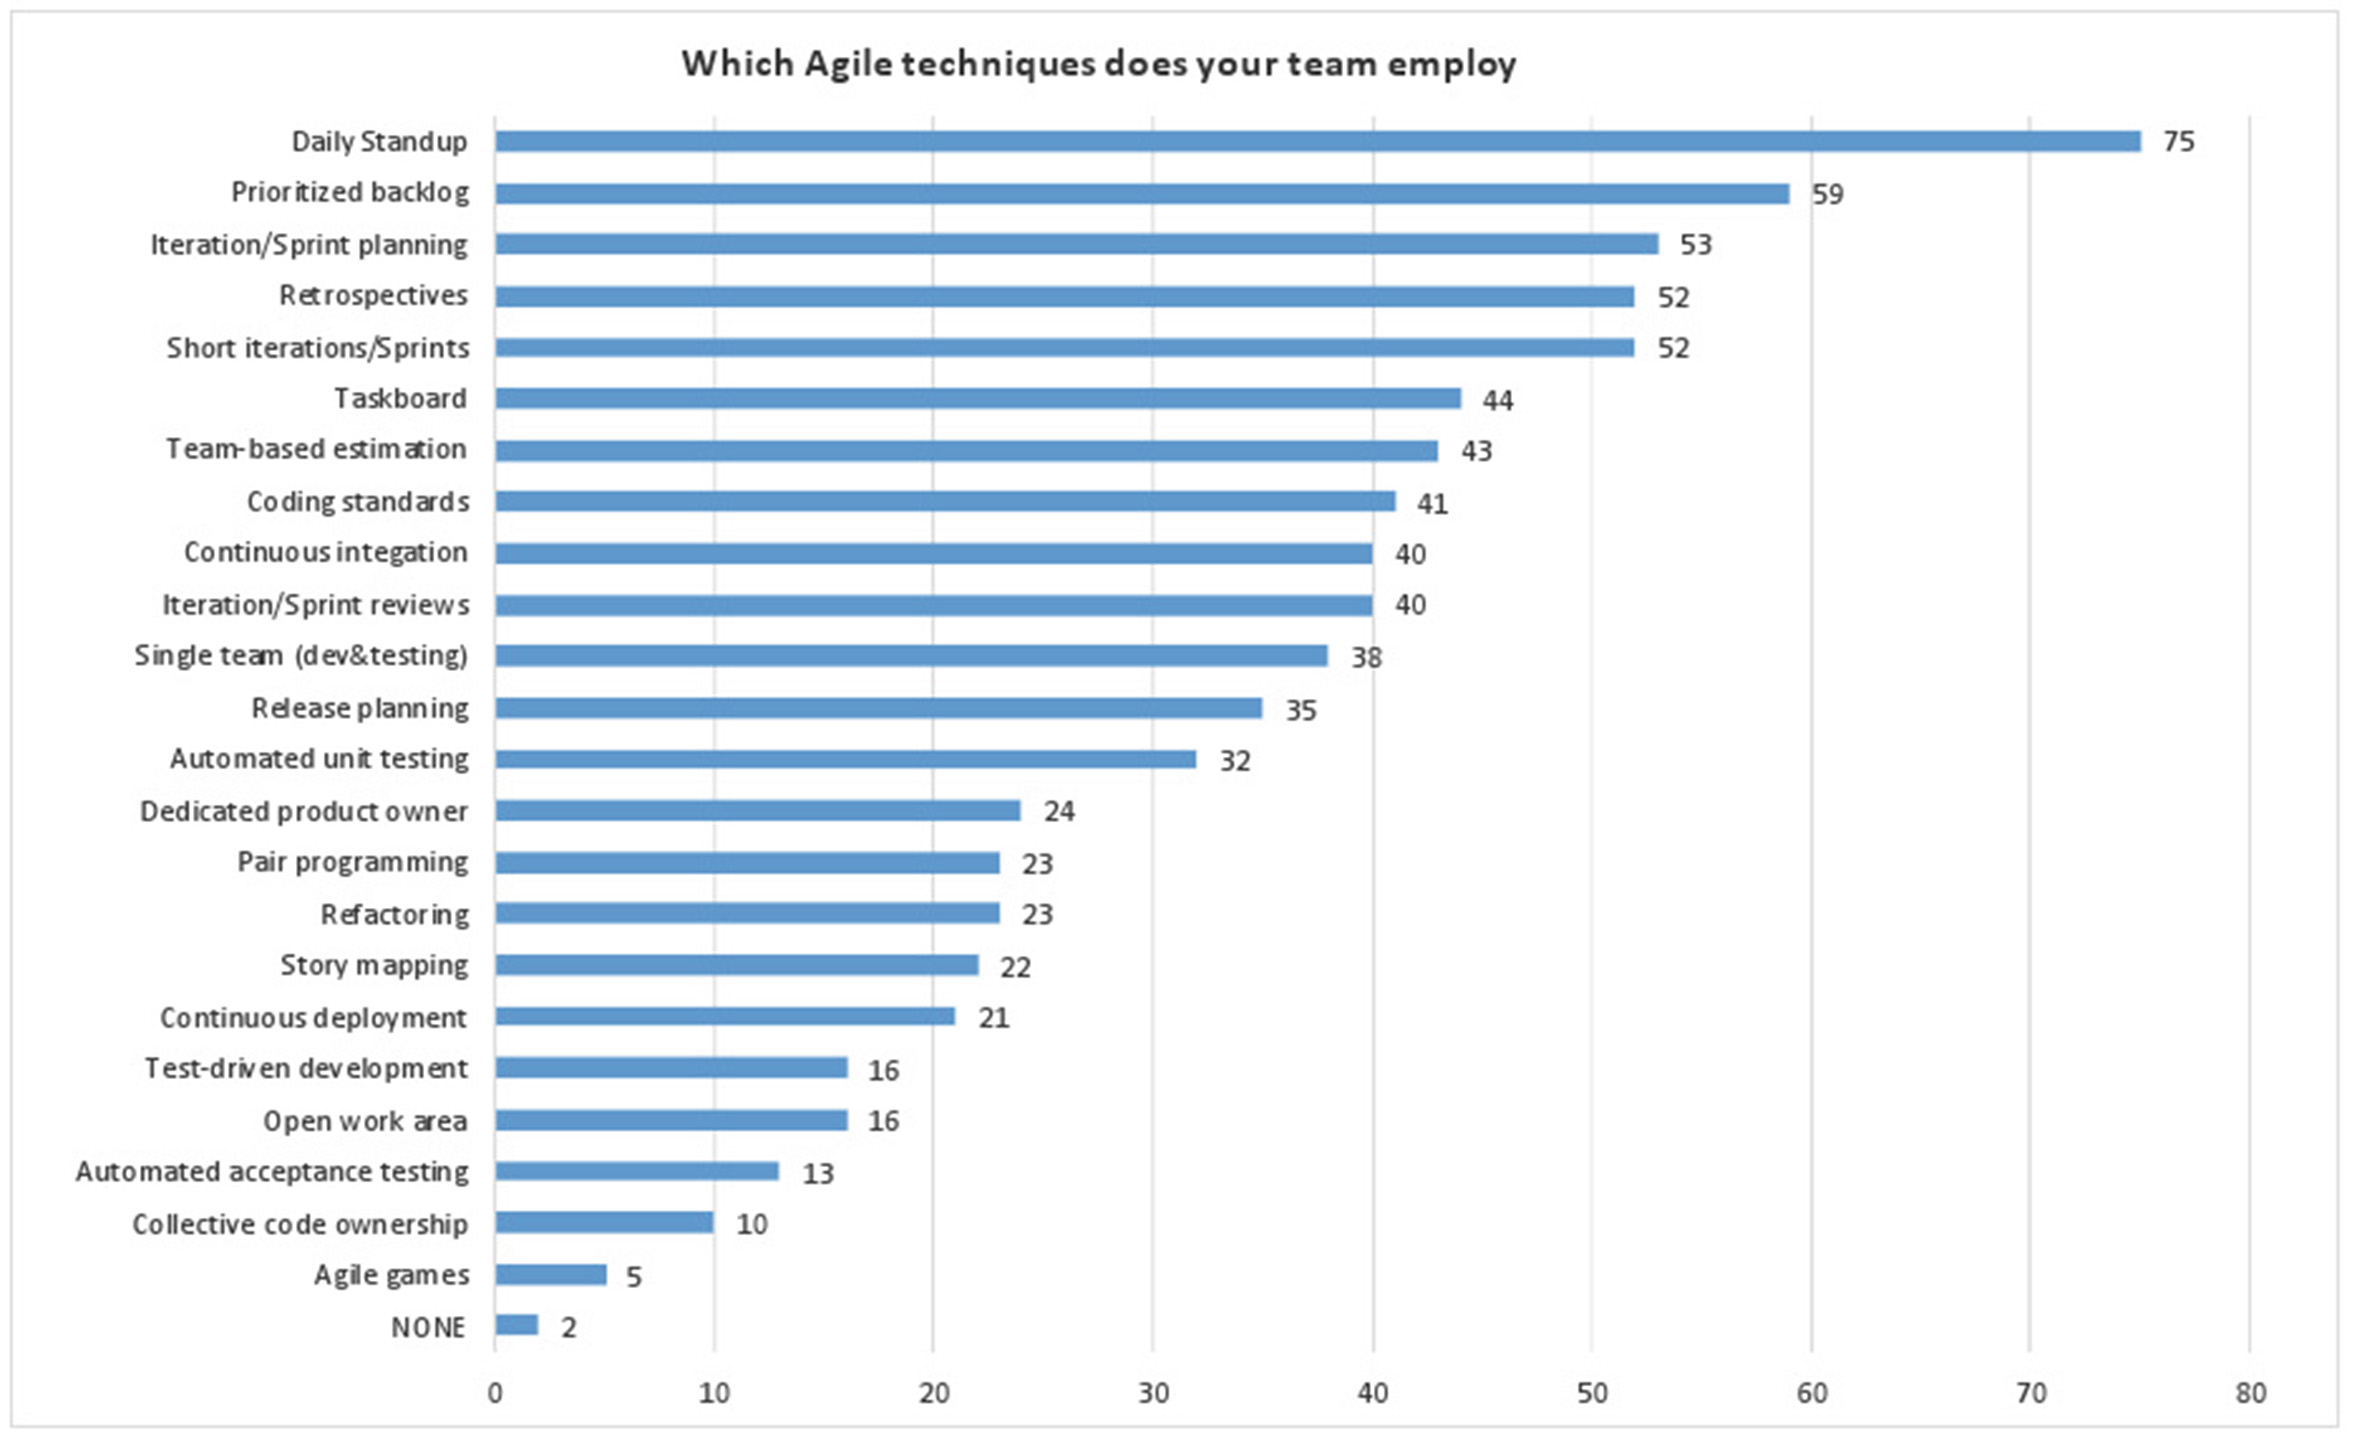 Which Agile techniques does your team employ
Daily Standup 75
Prioritized backlog 59
Iteration/Sprint planning 53
Retrospectives 52
Short iterations/Sprints 52
Taskboard 44
Team-based estimation 43
Coding standards 41
Continuous integation 40
Iteration/Sprint reviews 40
Single team (dev&testing) 38
Release planning 35
Automated unit testing 32
Dedicated product owner 24
Pair programming 23
Refactoring 23
Story mapping 22
Continuous deployment 21
Test-driven development 16
Open work area 16
Automated acceptance testing 13
Collective code ownership 10
Agile games 5
NONE 2
0 10 20 30 40 50 60 70 80